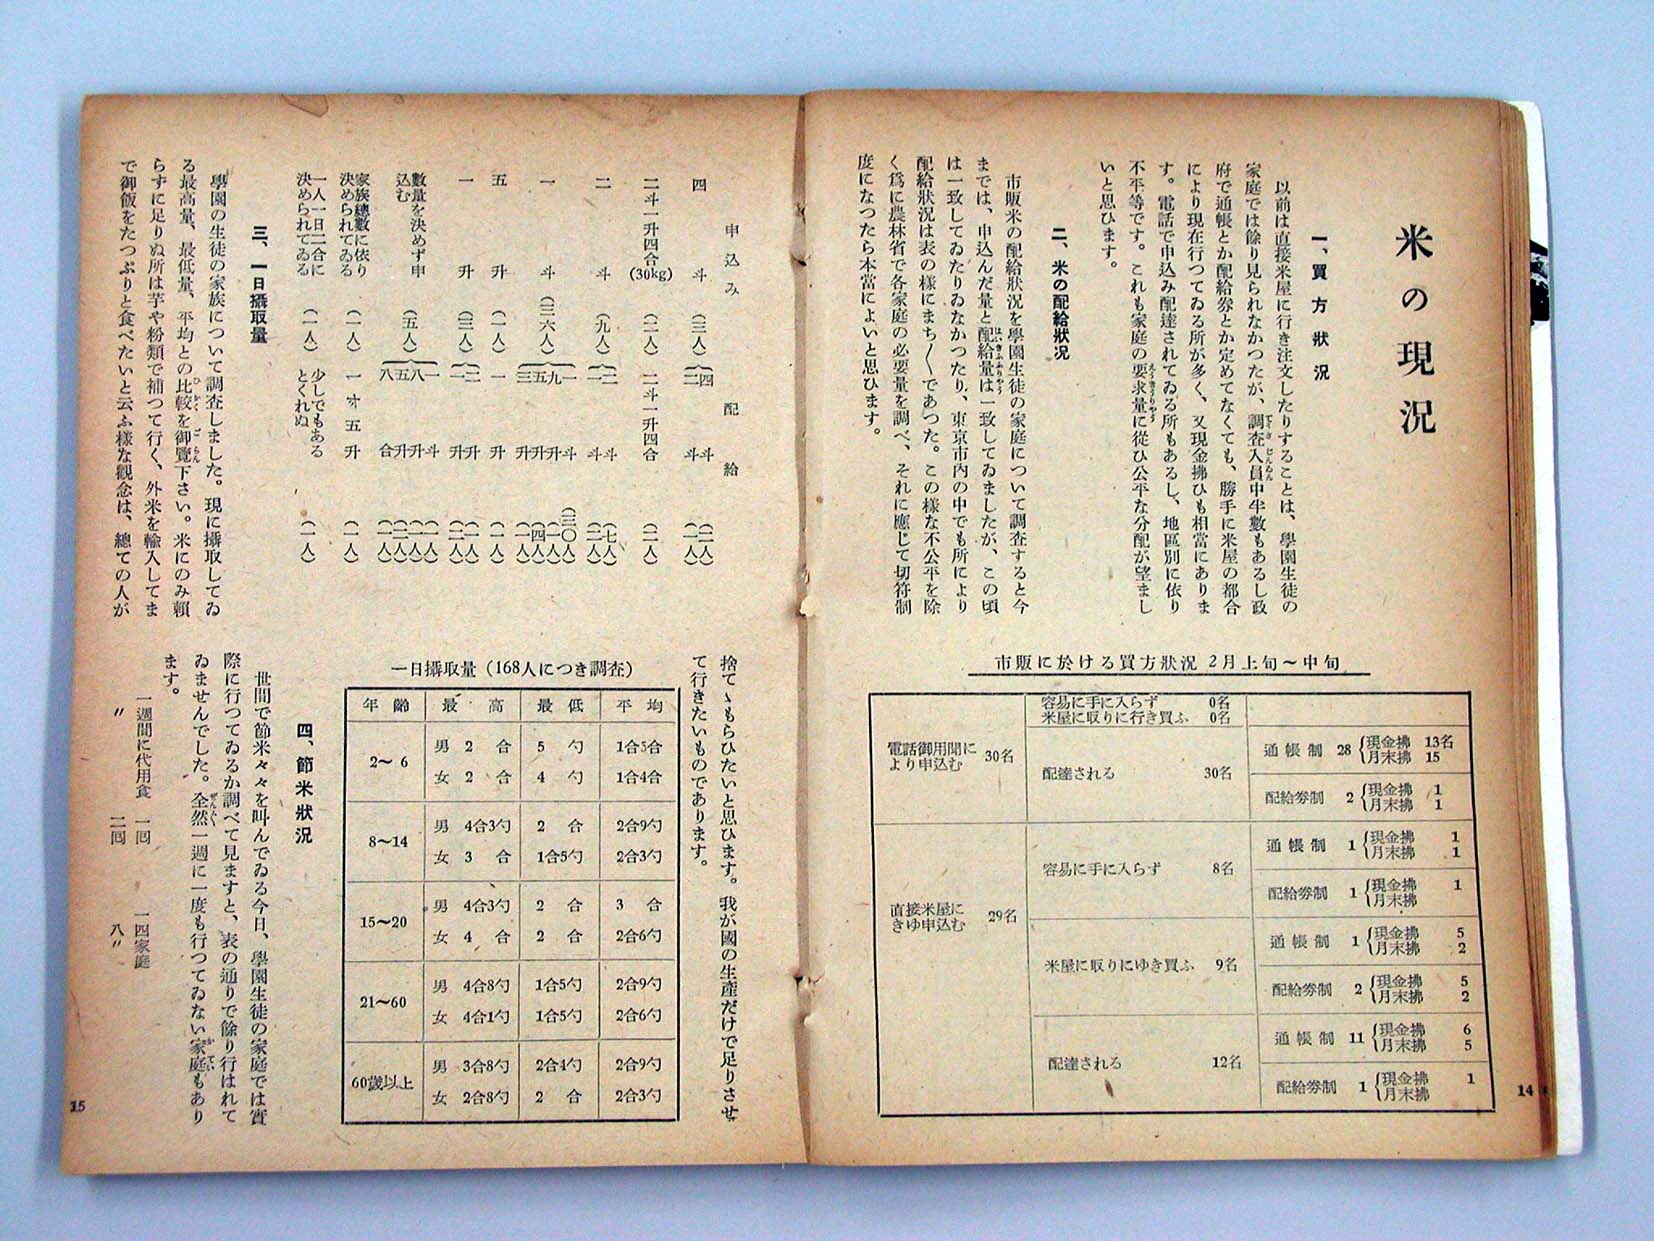 米の現況
一、買方狀況
以前は直接米屋に行き注文したりすることは、學園生徒の
家庭では餘り見られなかつたが、調査人員中半數もあるし政
府で通帳とか配給券とか定めてなくても、勝手に米屋の都合
により現在行つてゐる所が多く、又現金拂ひも相當にありま
す。電話で申込み配達されてゐる所もあるし、地區別に依り
不平等です。これも家庭の要求量に從ひ公平な分配が望まし
いと思ひます。
二、米の配給狀況
市販米の配給狀況を學園生徒の家庭について調査すると今
までは、申込んだ量と配給量は一致してゐましたが、この頃
は一致してゐたりゐなかつたり、東京市內の中でも所により
配給狀況は表の樣にまち〱であつた。この樣な不公平を除
く爲に農林省で各家庭の必要量を調べ、それに應じて切符制
度になつたら本當によいと思ひます。
市販に於ける買方狀況 2月上旬〜中旬
電話御用聞に
より申込む 30名
容易に手に入らず 0名
米屋に取りに行き買ふ 0名
配達される 30名
通帳制 28 現金拂 13名
月末拂 15
配給券制 2 現金拂 1
月末拂 1
直接米屋に
きゆ申込む 29名
容易に手に入らず 8名
通帳制 1 現金拂 1
月末拂 1
配給券制 1 現金拂 1
月末拂
米屋に取りにゆき買ふ 9名
通帳制 1 現金拂 5
月末拂 2
配給券制 2 現金拂 5
月末拂 2
配達される 12名
通帳制 11 現金拂 6
月末拂 5
配給券制 1 現金拂 1
月末拂
14
申込み 配給
四斗 (三人) 四斗 (二人)
二斗 (一人)
二斗一升四合(30kg) (二人) 二斗一升四合 (二人)
二斗 (九人) 二斗 (七人)
一斗 (二人)
一斗 (三六人) 一斗 (三〇人)
九升 (一人)
五升 (四人)
三升 (一人)
五升 (一人) 一升 (一人)
一升 (三人) 二升 (一人)
一升 (二人)
數量を決めず申
込む (五人) 一斗 (一人)
八升 (一人)
五升 (二人)
八合 (一人)
家族總數に依り
決められてゐる (一人) 一斗五升 (一人)
一人一日二合に
決められてゐる (一人) 少しでもある
とくれぬ (一人)
三、一日攝取量
學園の生徒の家族について調査しました。現に攝取してゐ
る最高量、最低量、平均との比較を御覽下さい。米にのみ賴
らずに足りぬ所は芋や粉類で補つて行く、外米を輸入してま
で御飯をたつぷりと食べたいと云ふ樣な觀念は、總ての人が
捨てゝもらひたいと思ひます。我が國の生產だけで足りさせ
て行きたいものであります。
一日攝取量(168人につき調査)
年齡 最高 最低 平均
2〜6 男 2合 5勺 1合5合
女 2合 4勺 1合4合
8〜14 男 4合3勺 2合 2合9勺
女 3合 1合5勺 2合3勺
15〜20 男 4合3勺 2合 3合
女 4合 2合 2合6勺
21〜60 男 4合8勺 1合5勺 2合9勺
女 4合1勺 1合5勺 2合6勺
60歲以上 男 3合8勺 2合4勺 2合9勺
女 2合8勺 2合 2合3勺
四、節米狀況
世間で節米々々を叫んでゐる今日、學園生徒の家庭では實
際に行つてゐるか調べて見ますと、表の通りで餘り行はれて
ゐませんでした。全然一週に一度も行つてゐない家庭もあり
ます。
一週間に代用食 一囘 一四家庭
〃 二囘 八〃
15